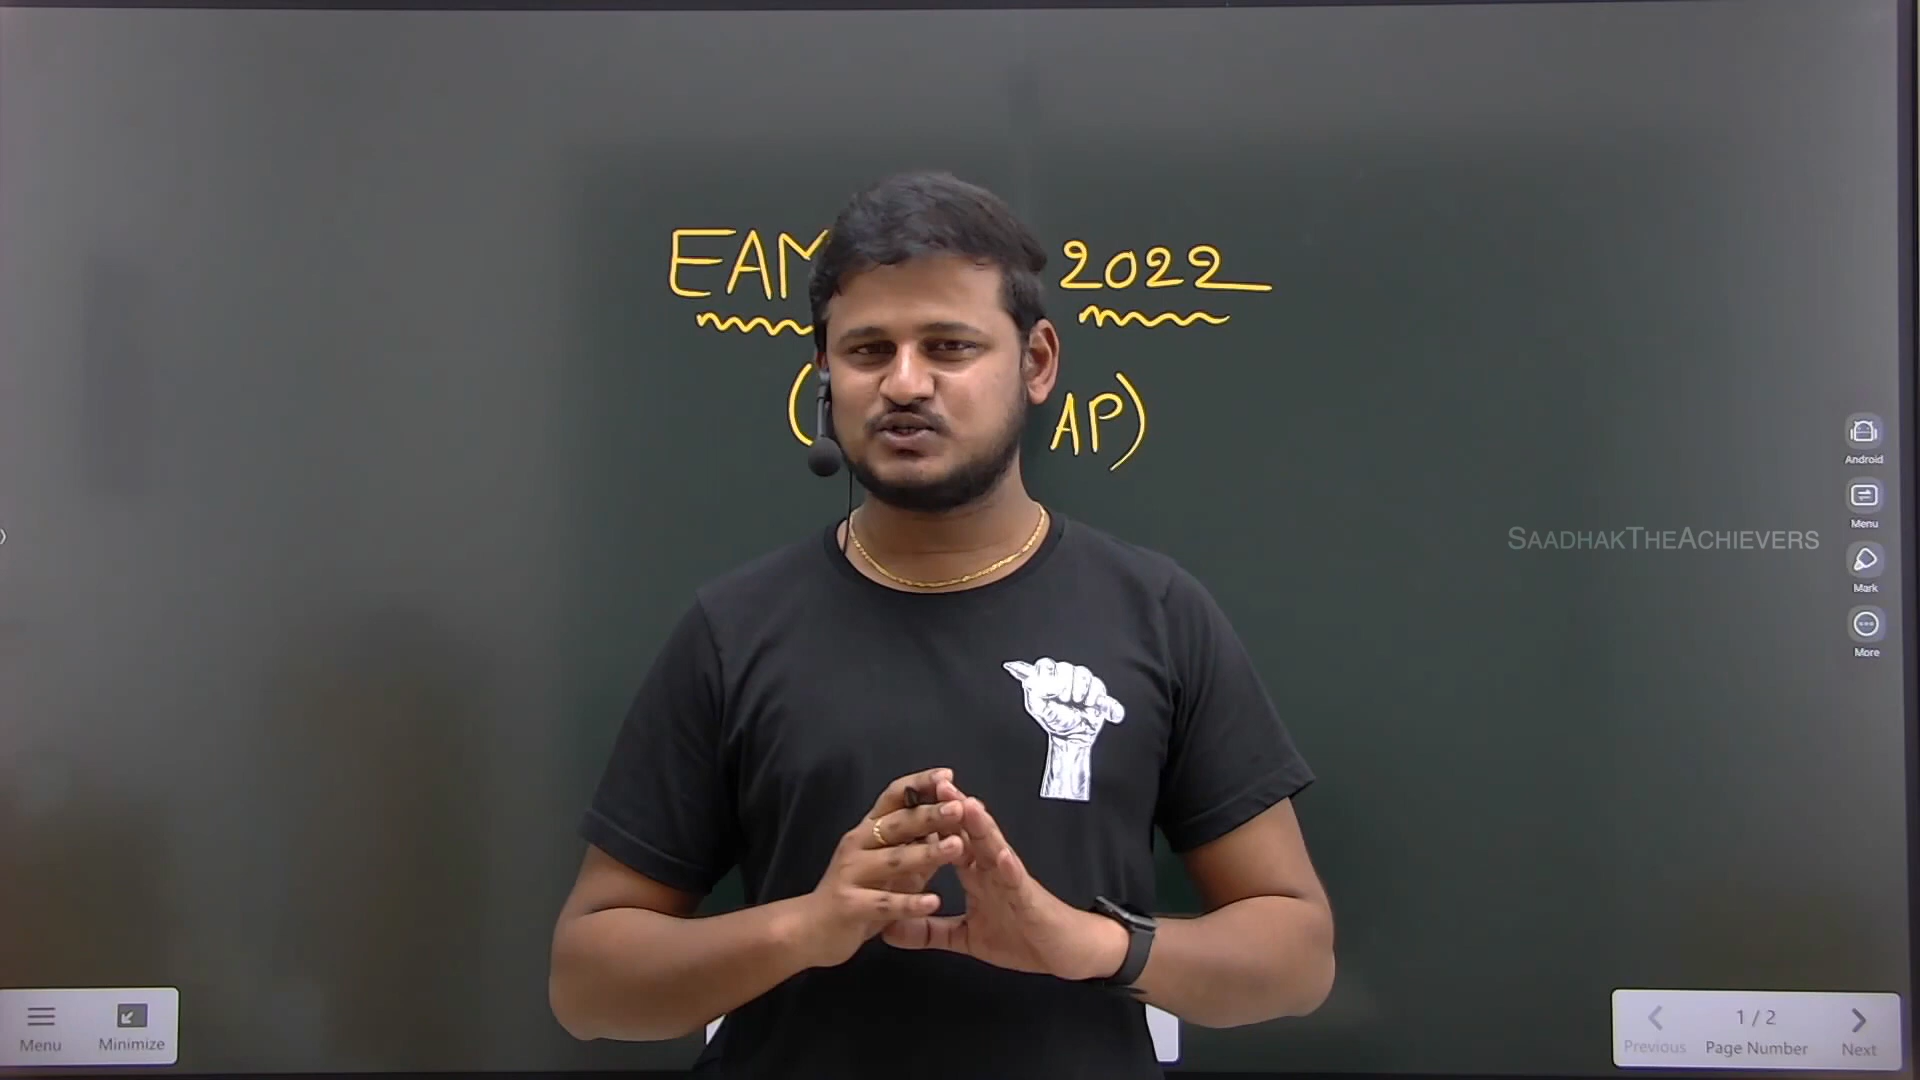 EAM 2022
( AP)
Android
Menu
SAADHAKTHEACHIEVERS
Mark
More
Menu Minimize
1 / 2
Previous Page Number Next